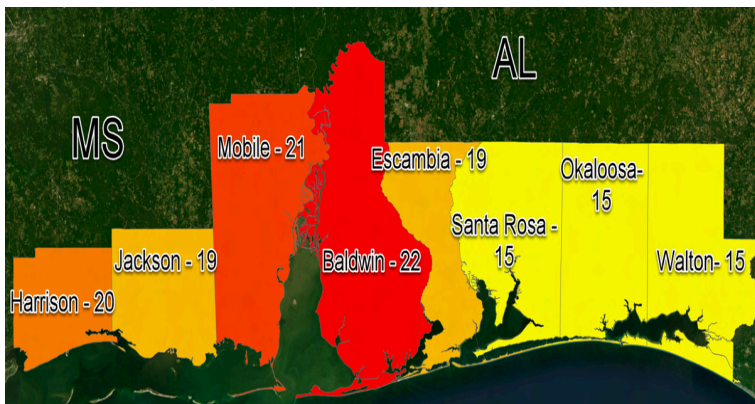 AL
MS
Mobile - 21
Escambia - 19
Okaloosa-
15
Santa Rosa -
15
Jackson - 19
Baldwin - 22
Walton- 15
Harrison - 20